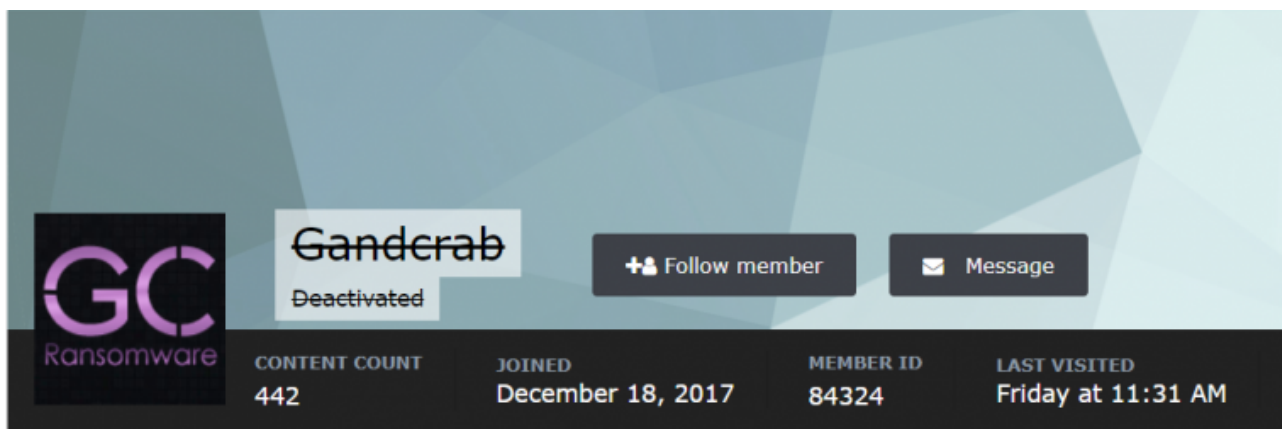 Gandcrab
Deactivated
Follow member
Message
GC
Ransomware
CONTENT COUNT
442
JOINED
December 18, 2017
MEMBER ID
84324
LAST VISITED
Friday at 11:31 AM